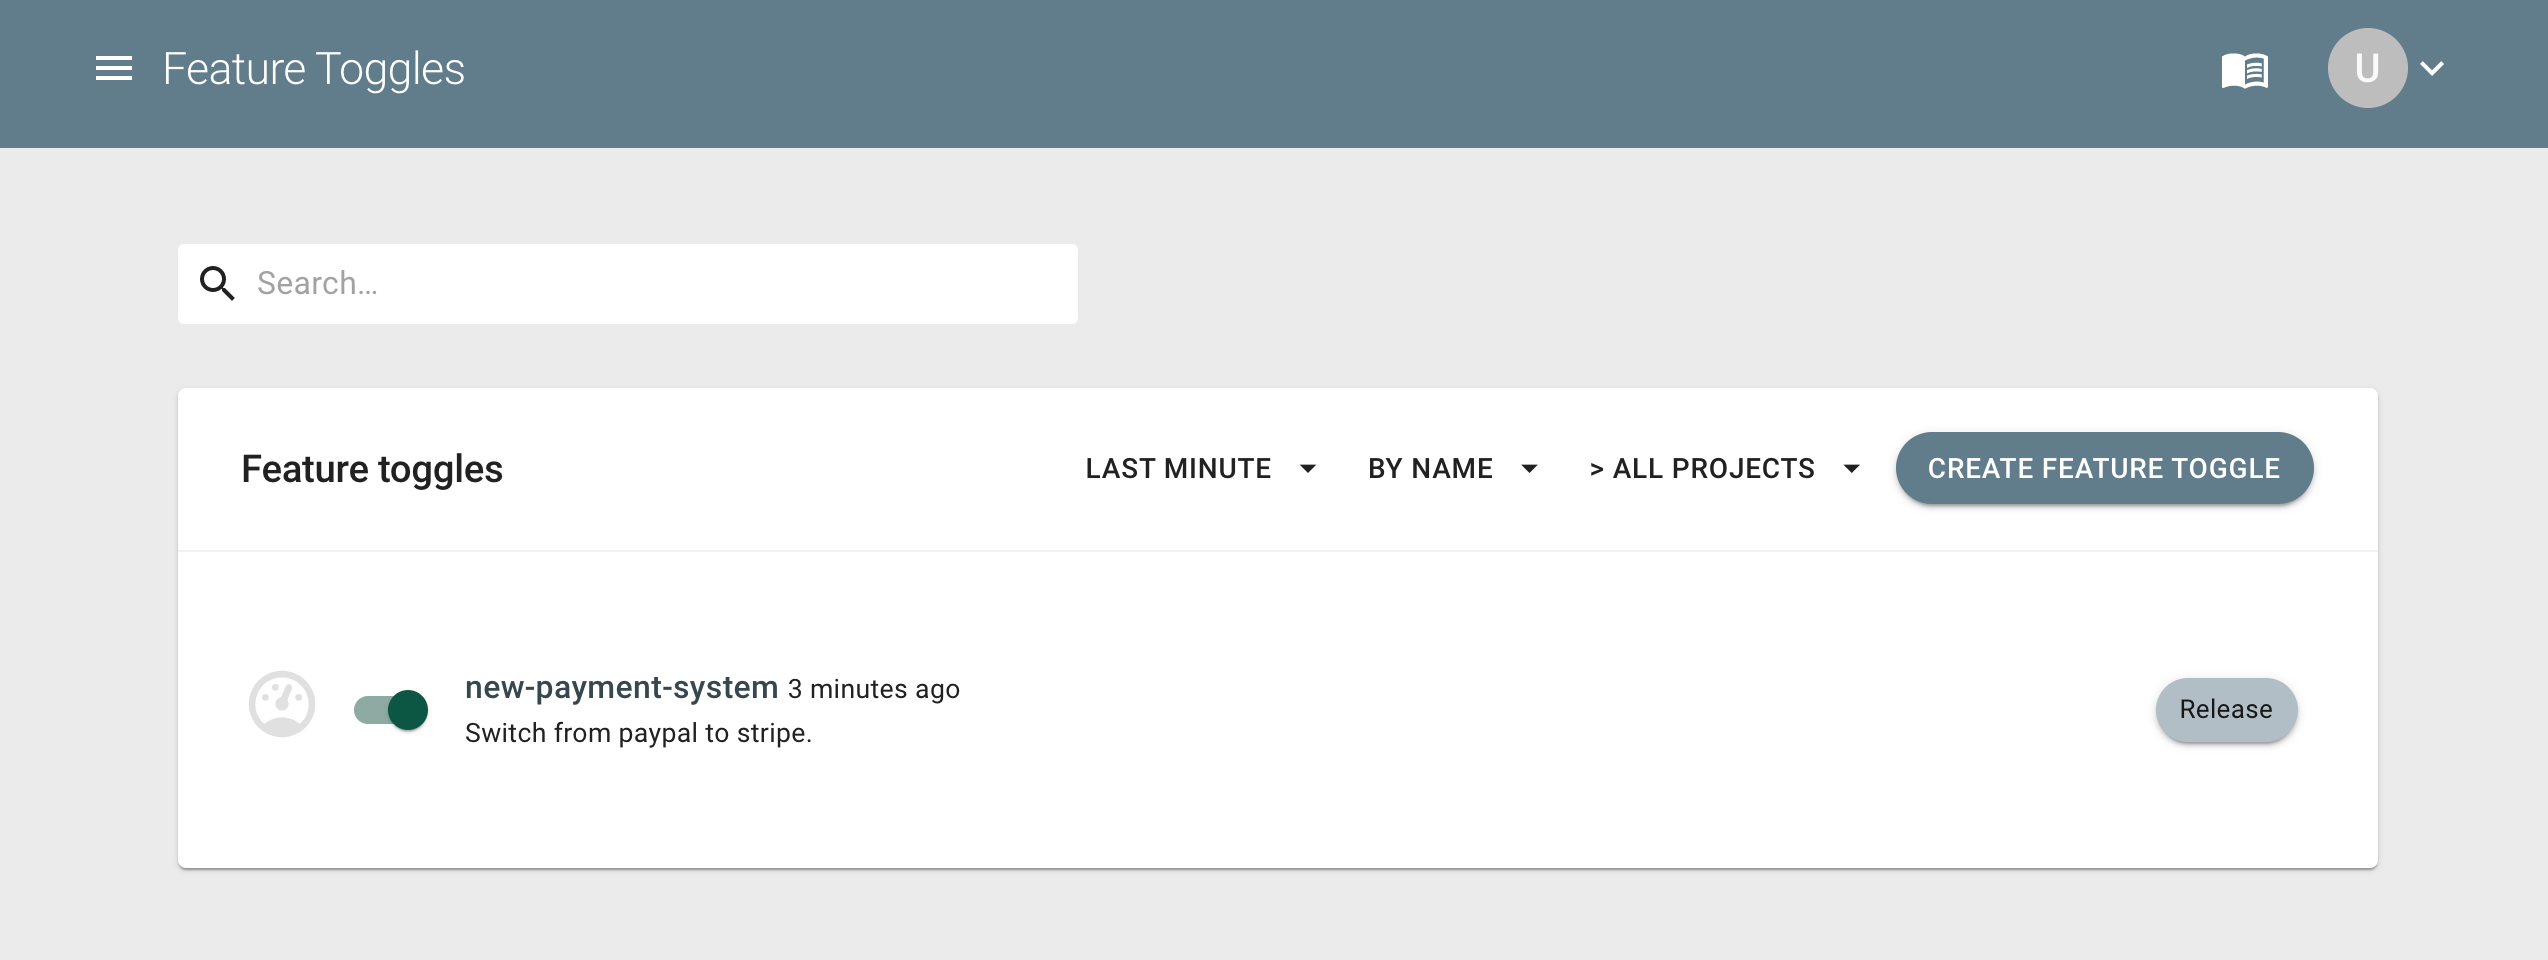 Feature Toggles
U
Search…
Feature toggles
LAST MINUTE
BY NAME
> ALL PROJECTS
CREATE FEATURE TOGGLE
new-payment-system 3 minutes ago
Switch from paypal to stripe.
Release